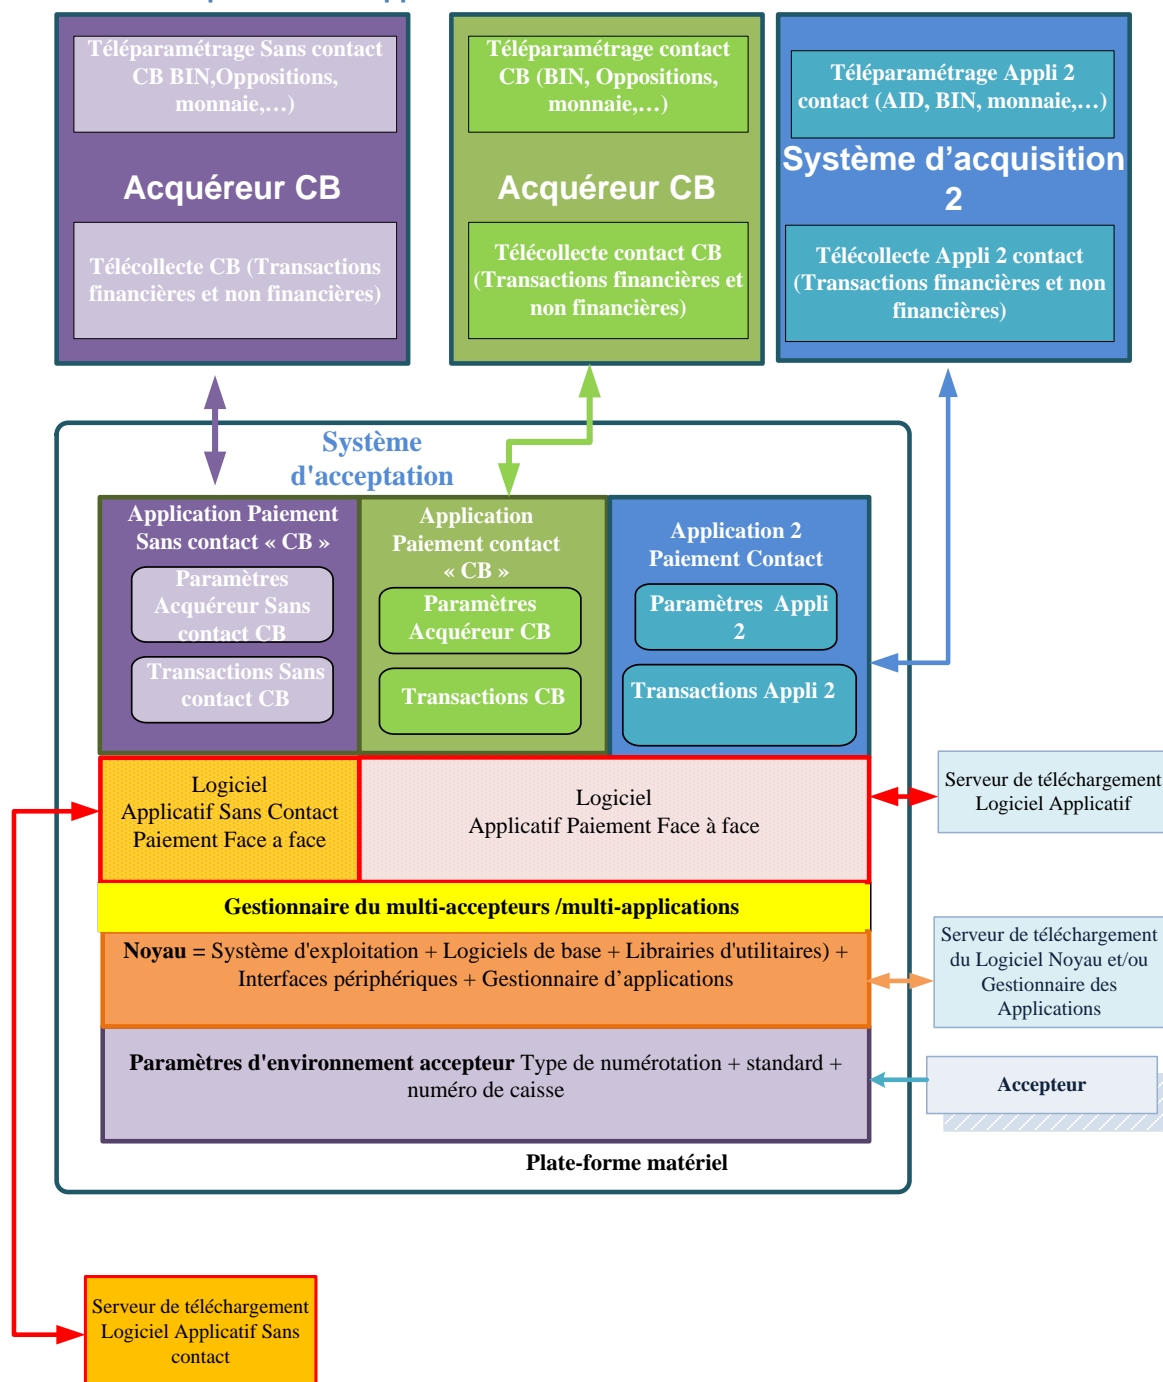 Téléparamétrage Sans contact
CB BIN,Oppositions,
monnaie,…)
Acquéreur CB
Télécollecte CB (Transactions
financières et non financières)
Téléparamétrage contact
CB (BIN, Oppositions,
monnaie,…)
Acquéreur CB
Télécollecte contact CB
(Transactions financières et
non financières)
Téléparamétrage Appli 2
contact (AID, BIN, monnaie,…)
Système d’acquisition
2
Télécollecte Appli 2 contact
(Transactions financières et non
financières)
Système
d'acceptation
Application Paiement
Sans contact « CB »
Paramètres
Acquéreur Sans
contact CB
Transactions Sans
contact CB
Application
Paiement contact
« CB »
Paramètres
Acquéreur CB
Transactions CB
Application 2
Paiement Contact
Paramètres Appli
2
Transactions Appli 2
Logiciel
Applicatif Sans Contact
Paiement Face a face
Logiciel
Applicatif Paiement Face à face
Serveur de téléchargement
Logiciel Applicatif
Gestionnaire du multi-accepteurs /multi-applications
Noyau = Système d'exploitation + Logiciels de base + Librairies d'utilitaires) +
Interfaces périphériques + Gestionnaire d’applications
Serveur de téléchargement
du Logiciel Noyau et/ou
Gestionnaire des
Applications
Paramètres d'environnement accepteur Type de numérotation + standard +
numéro de caisse
Accepteur
Plate-forme matériel
Serveur de téléchargement
Logiciel Applicatif Sans
contact